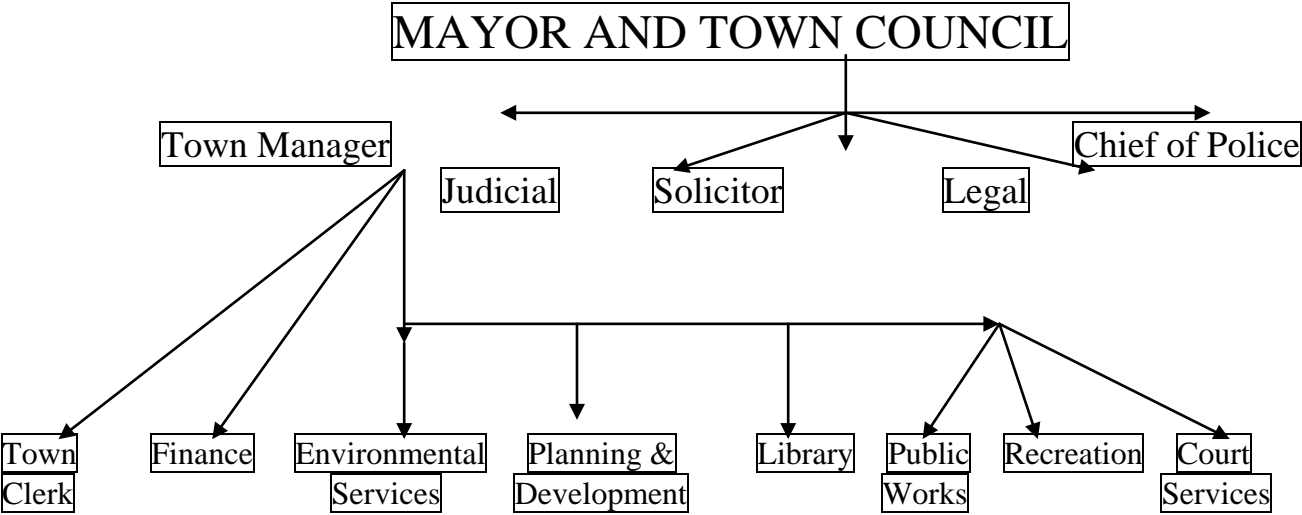 MAYOR AND TOWN COUNCIL
Town Manager
Chief of Police
Judicial
Solicitor
Legal
Town
Clerk
Finance
Environmental
Services
Planning &
Development
Library
Public
Works
Recreation
Court
Services